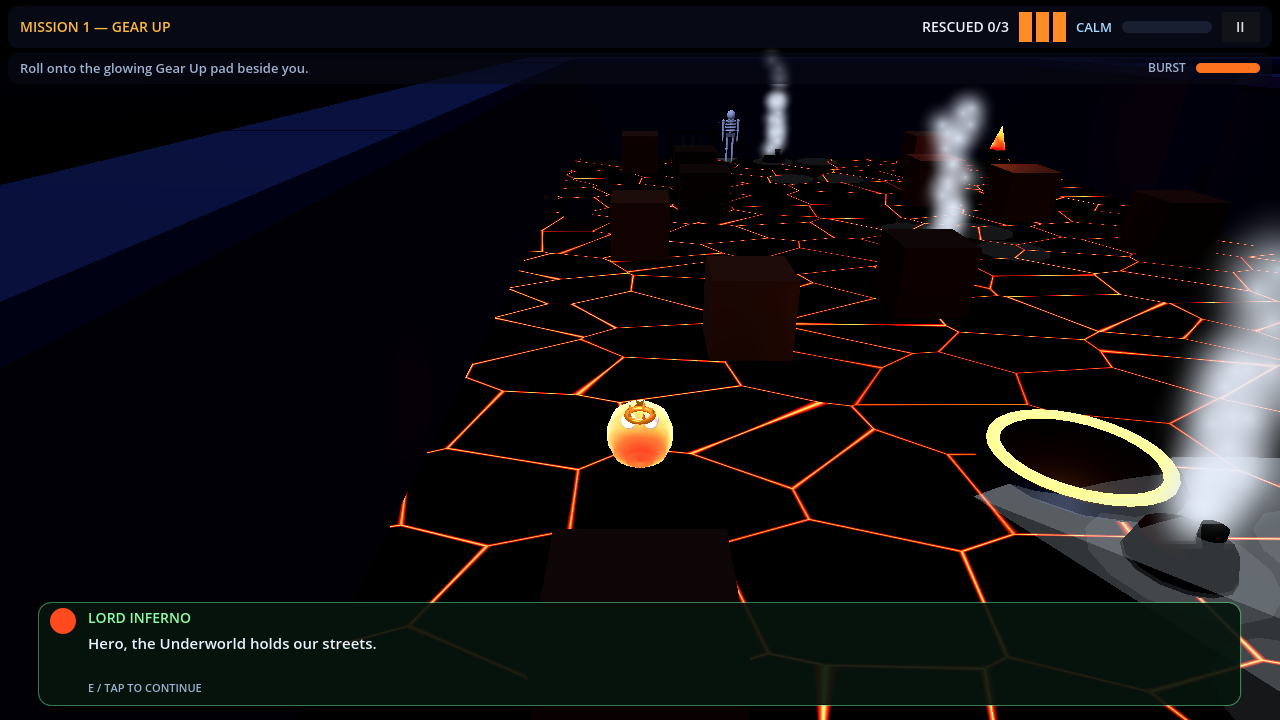 MISSION 1 — GEAR UP
RESCUED 0/3
CALM
Roll onto the glowing Gear Up pad beside you.
BURST
LORD INFERNO
Hero, the Underworld holds our streets.
E / TAP TO CONTINUE